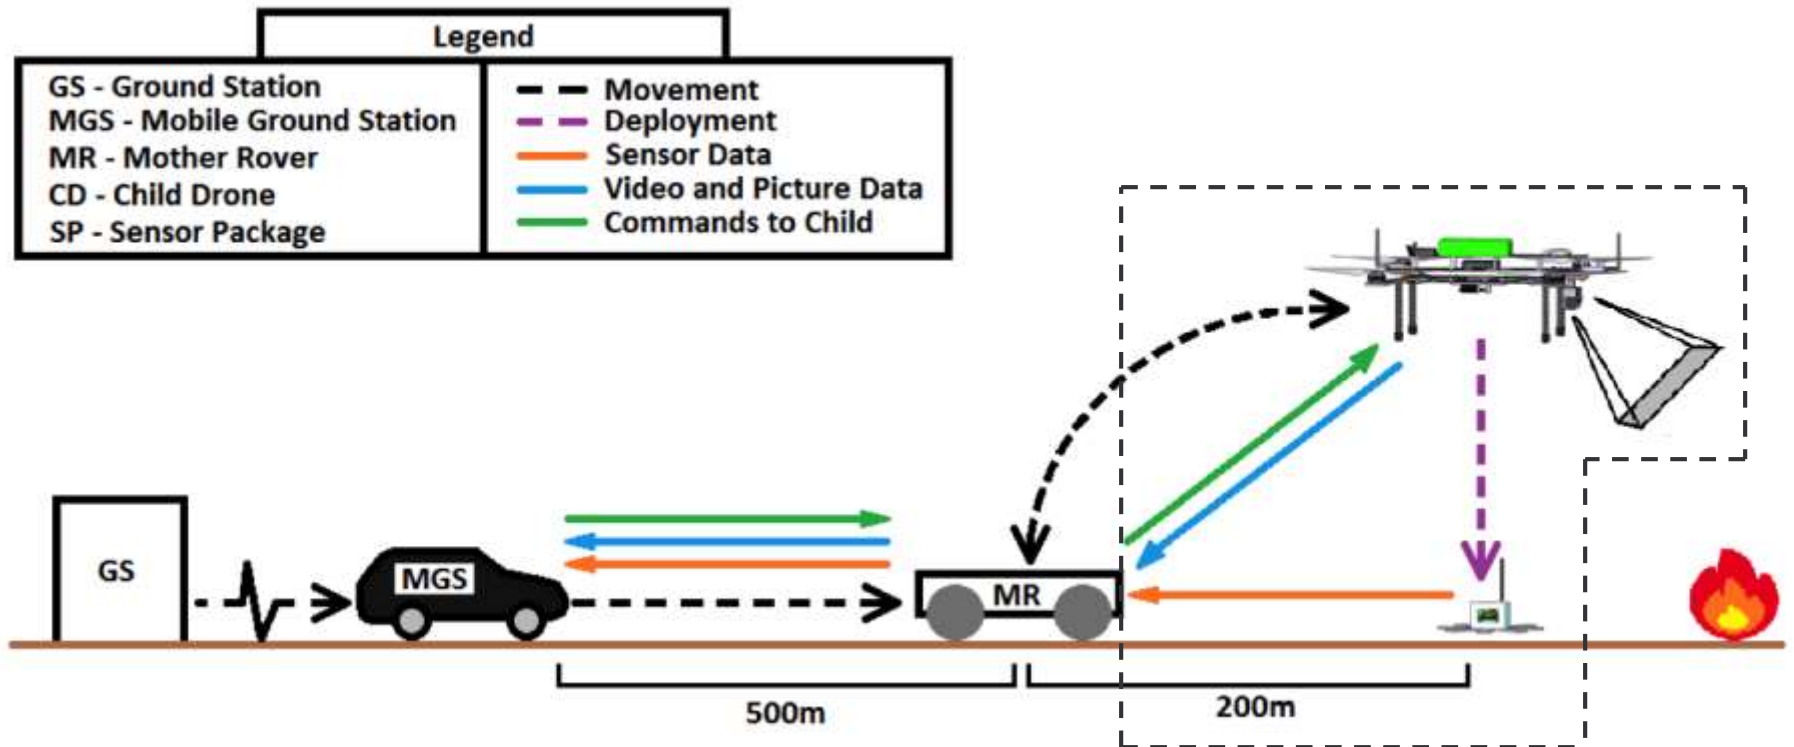 Legend
GS - Ground Station
MGS - Mobile Ground Station
MR - Mother Rover
CD - Child Drone
SP - Sensor Package
Movement
Deployment
Sensor Data
Video and Picture Data
Commands to Child
GS
MGS
MR
500m
200m